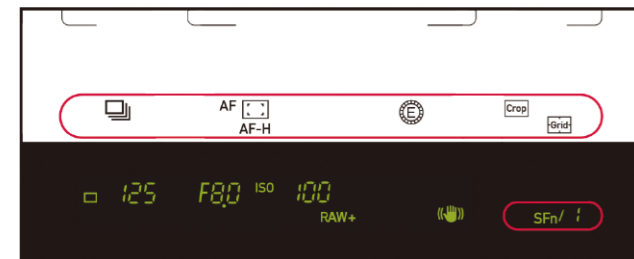 AF
AF-H
E
Crop
Grid
125 F8.0 ISO 100
RAW+
SFn/ 1